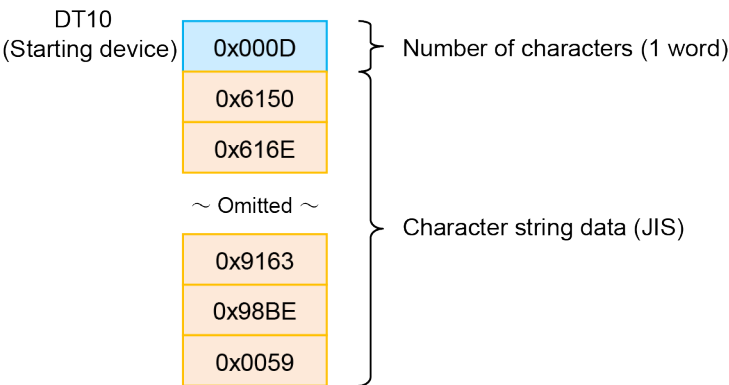 DT10
(Starting device)
0x000D
Number of characters (1 word)
0x6150
0x616E
～ Omitted ～
Character string data (JIS)
0x9163
0x98BE
0x0059